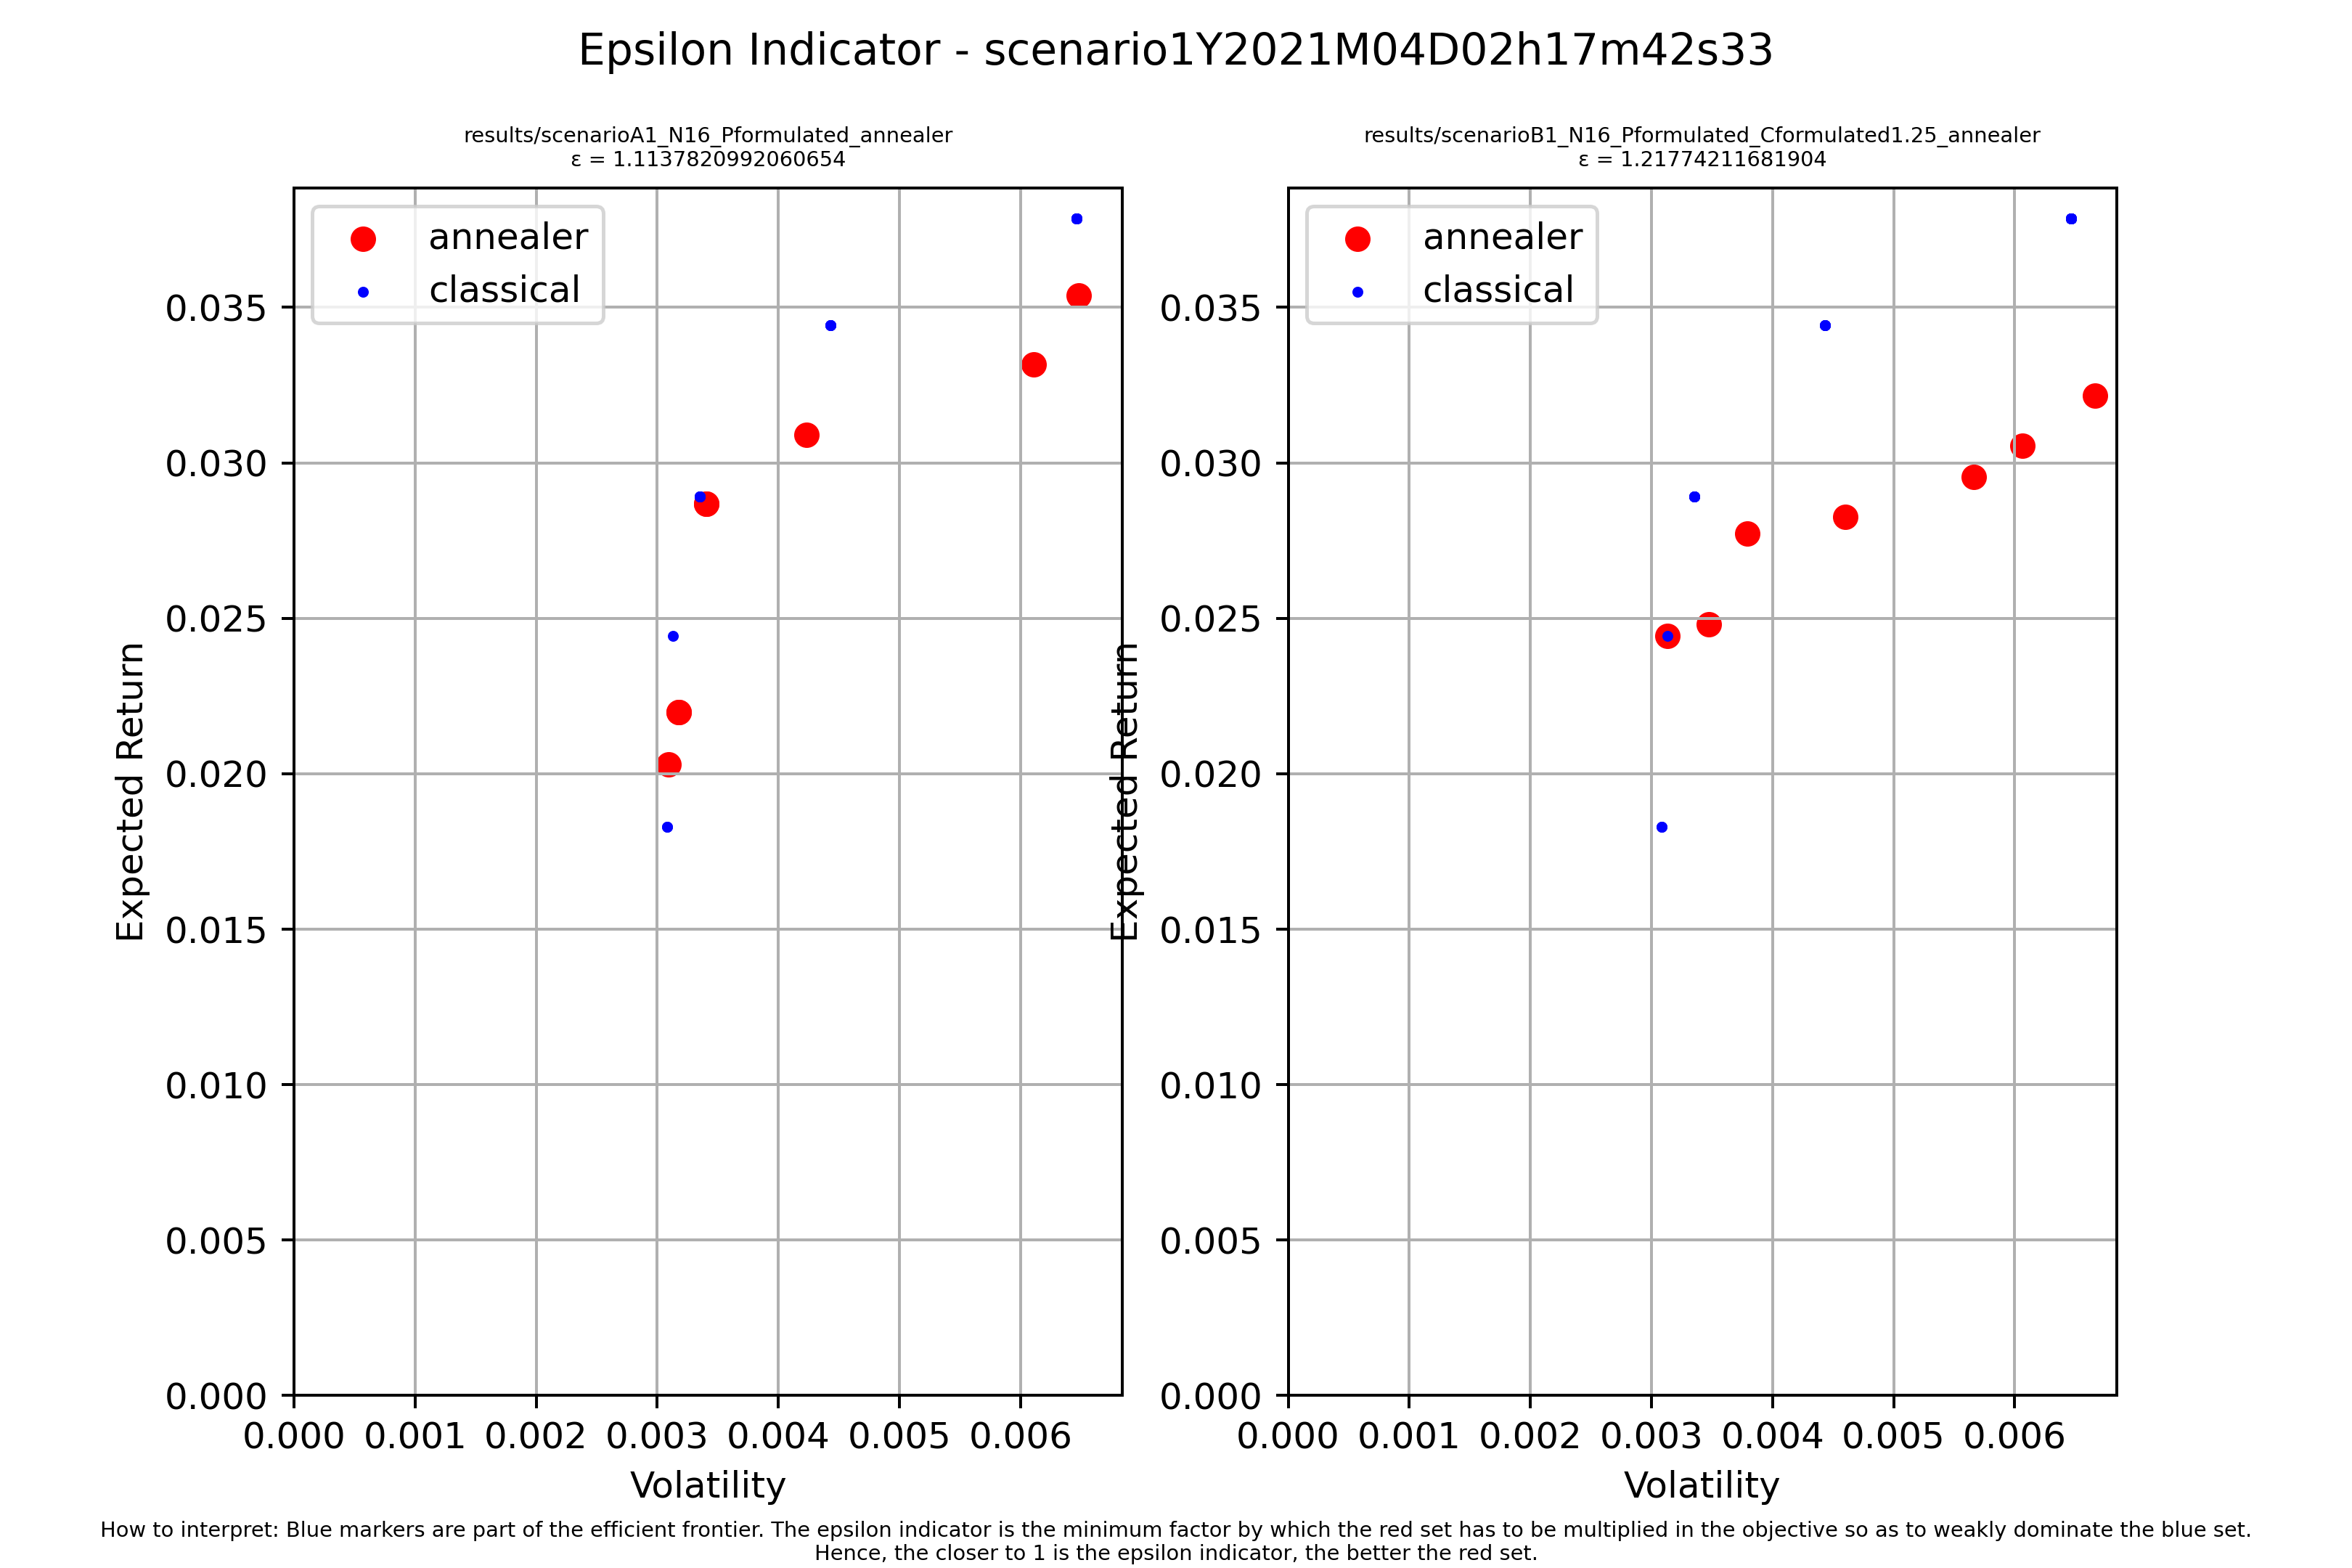 Epsilon Indicator - scenario1Y2021M04D02h17m42s33
results/scenarioA1_N16_Pformulated_annealer
ε = 1.1137820992060654
annealer
classical
0.035
0.030
0.025
0.020
0.015
0.010
0.005
0.000
Expected Return
0.000 0.001 0.002 0.003 0.004 0.005 0.006
Volatility
results/scenarioB1_N16_Pformulated_Cformulated1.25_annealer
ε = 1.21774211681904
annealer
classical
0.035
0.030
0.025
0.020
0.015
0.010
0.005
0.000
Expected Return
0.000 0.001 0.002 0.003 0.004 0.005 0.006
Volatility
How to interpret: Blue markers are part of the efficient frontier. The epsilon indicator is the minimum factor by which the red set has to be multiplied in the objective so as to weakly dominate the blue set.
Hence, the closer to 1 is the epsilon indicator, the better the red set.